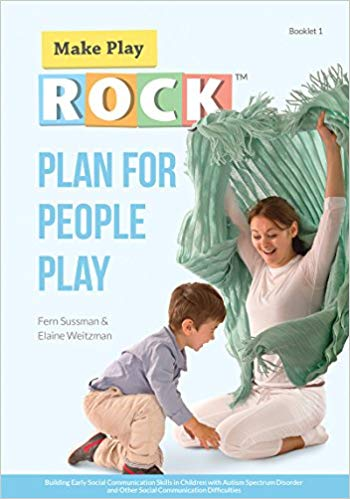 Booklet 1
Make Play
ROCK™
PLAN FOR
PEOPLE
PLAY
Fern Sussman &
Elaine Weitzman
Building Early Social Communication Skills in Children with Autism Spectrum Disorder
and Other Social Communication Difficulties